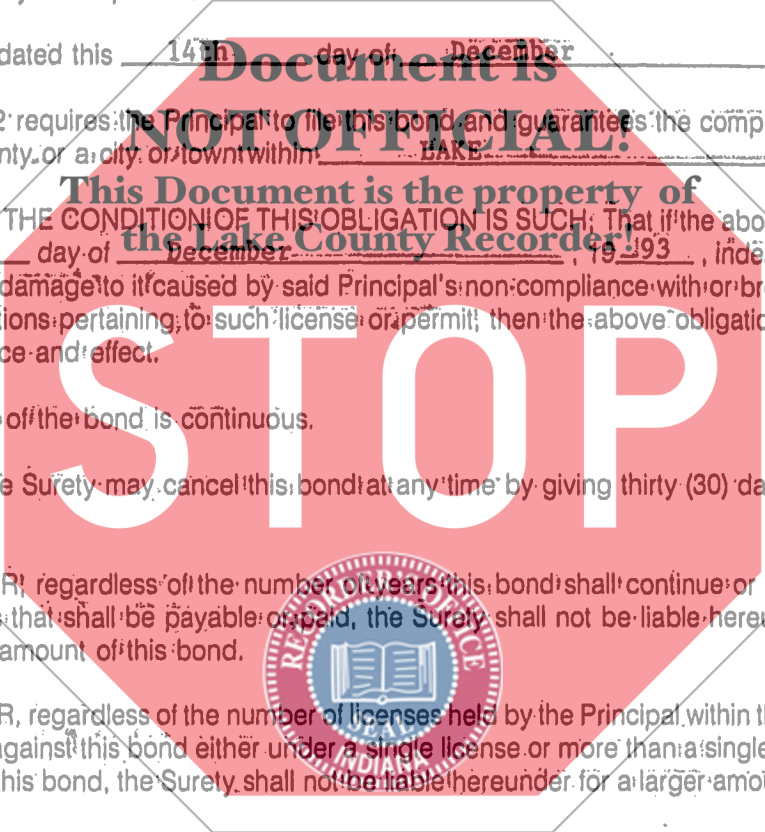 dated this 14th day of December
Document is
NOT OFFICIAL!
requires the Principal to file this bond and guarantees the comp
nty or a city or town within LAKE
This Document is the property of
the Lake County Recorder!
THE CONDITION OF THIS OBLIGATION IS SUCH: That if the abo
day of December, 19 93, inde
damage to it caused by said Principal's non-compliance with or br
tions pertaining to such license or permit, then the above obligatio
ce and effect.
STOP
of the bond is continuous.
e Surety may cancel this bond at any time by giving thirty (30) da
R, regardless of the number of years this bond shall continue or
s that shall be payable or paid, the Surety shall not be liable hereu
amount of this bond.
RECORDER'S OFFICE
SEAL
INDIANA
R, regardless of the number of licenses held by the Principal within th
against this bond either under a single license or more than a single
his bond, the Surety shall not be liable hereunder for a larger amou